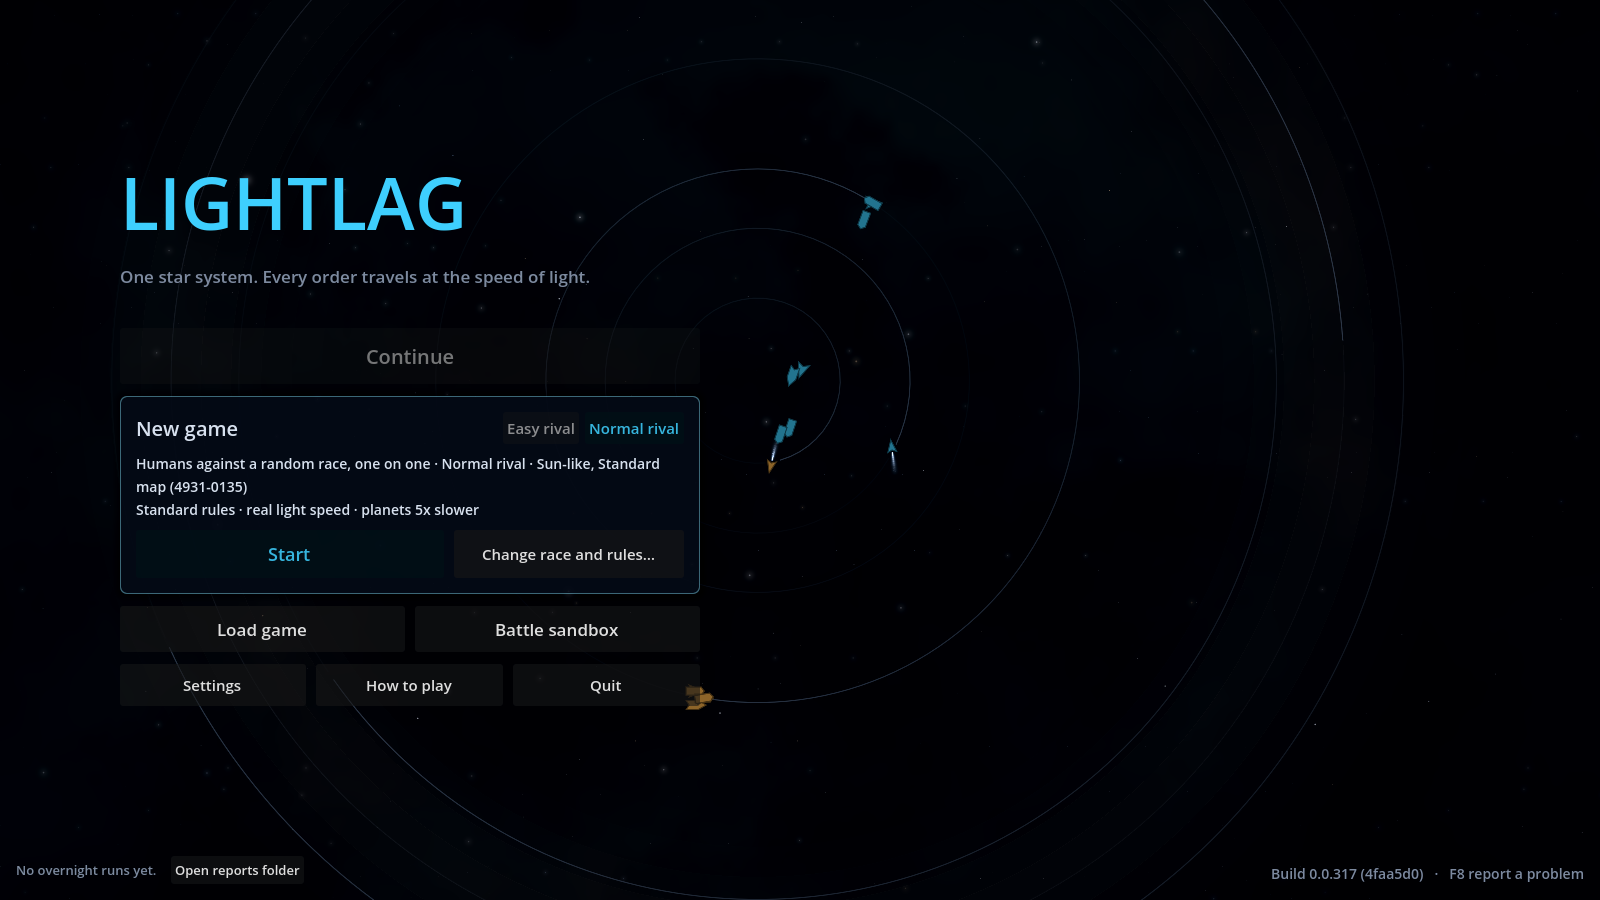 LIGHTLAG
One star system. Every order travels at the speed of light.
Continue
New game
Easy rival
Normal rival
Humans against a random race, one on one · Normal rival · Sun-like, Standard
map (4931-0135)
Standard rules · real light speed · planets 5x slower
Start
Change race and rules...
Load game
Battle sandbox
Settings
How to play
Quit
No overnight runs yet.
Open reports folder
Build 0.0.317 (4faa5d0) · F8 report a problem